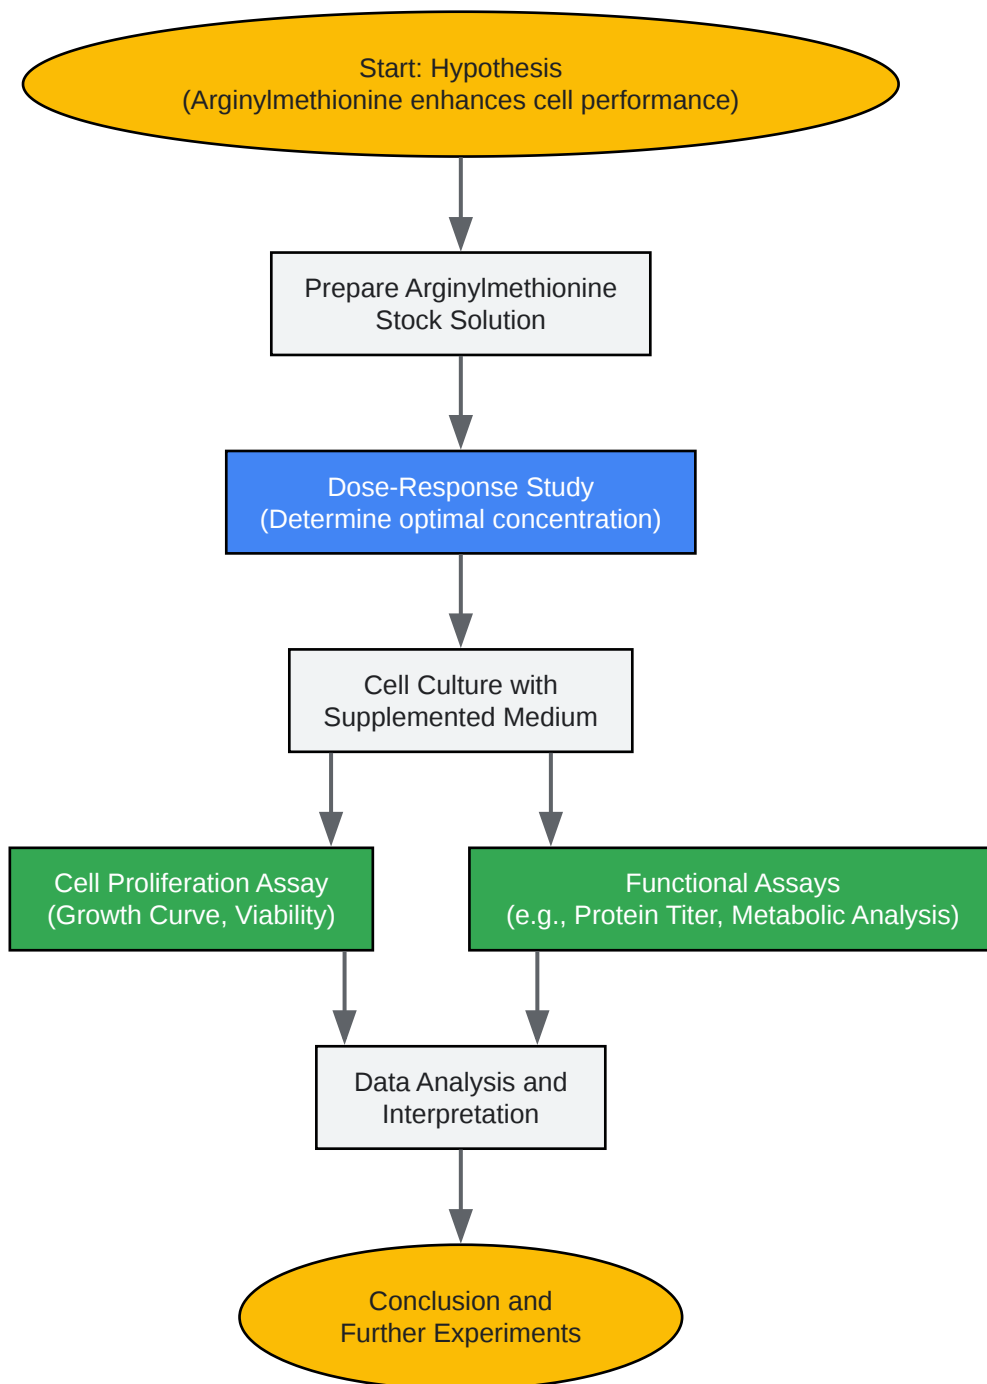 Start: Hypothesis
(Arginylmethionine enhances cell performance)
Prepare Arginylmethionine
Stock Solution
Dose-Response Study
(Determine optimal concentration)
Cell Culture with
Supplemented Medium
Cell Proliferation Assay
(Growth Curve, Viability)
Functional Assays
(e.g., Protein Titer, Metabolic Analysis)
Data Analysis and
Interpretation
Conclusion and
Further Experiments